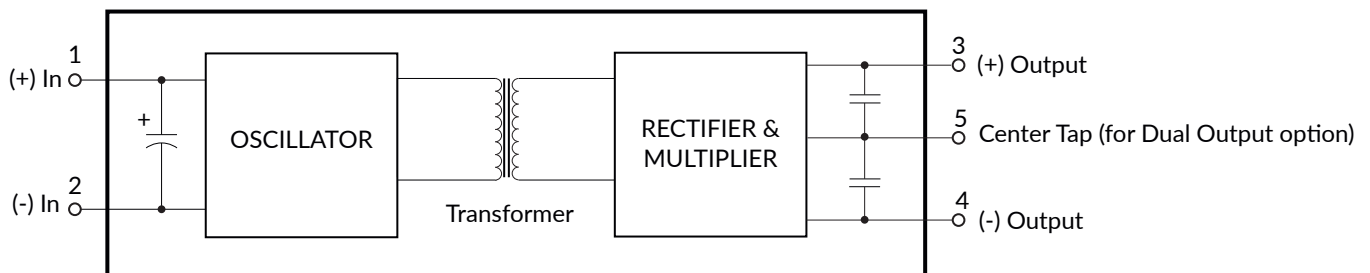 1
(+) In
+
2
(-) In
OSCILLATOR
Transformer
RECTIFIER &
MULTIPLIER
3
(+) Output
5
Center Tap (for Dual Output option)
4
(-) Output